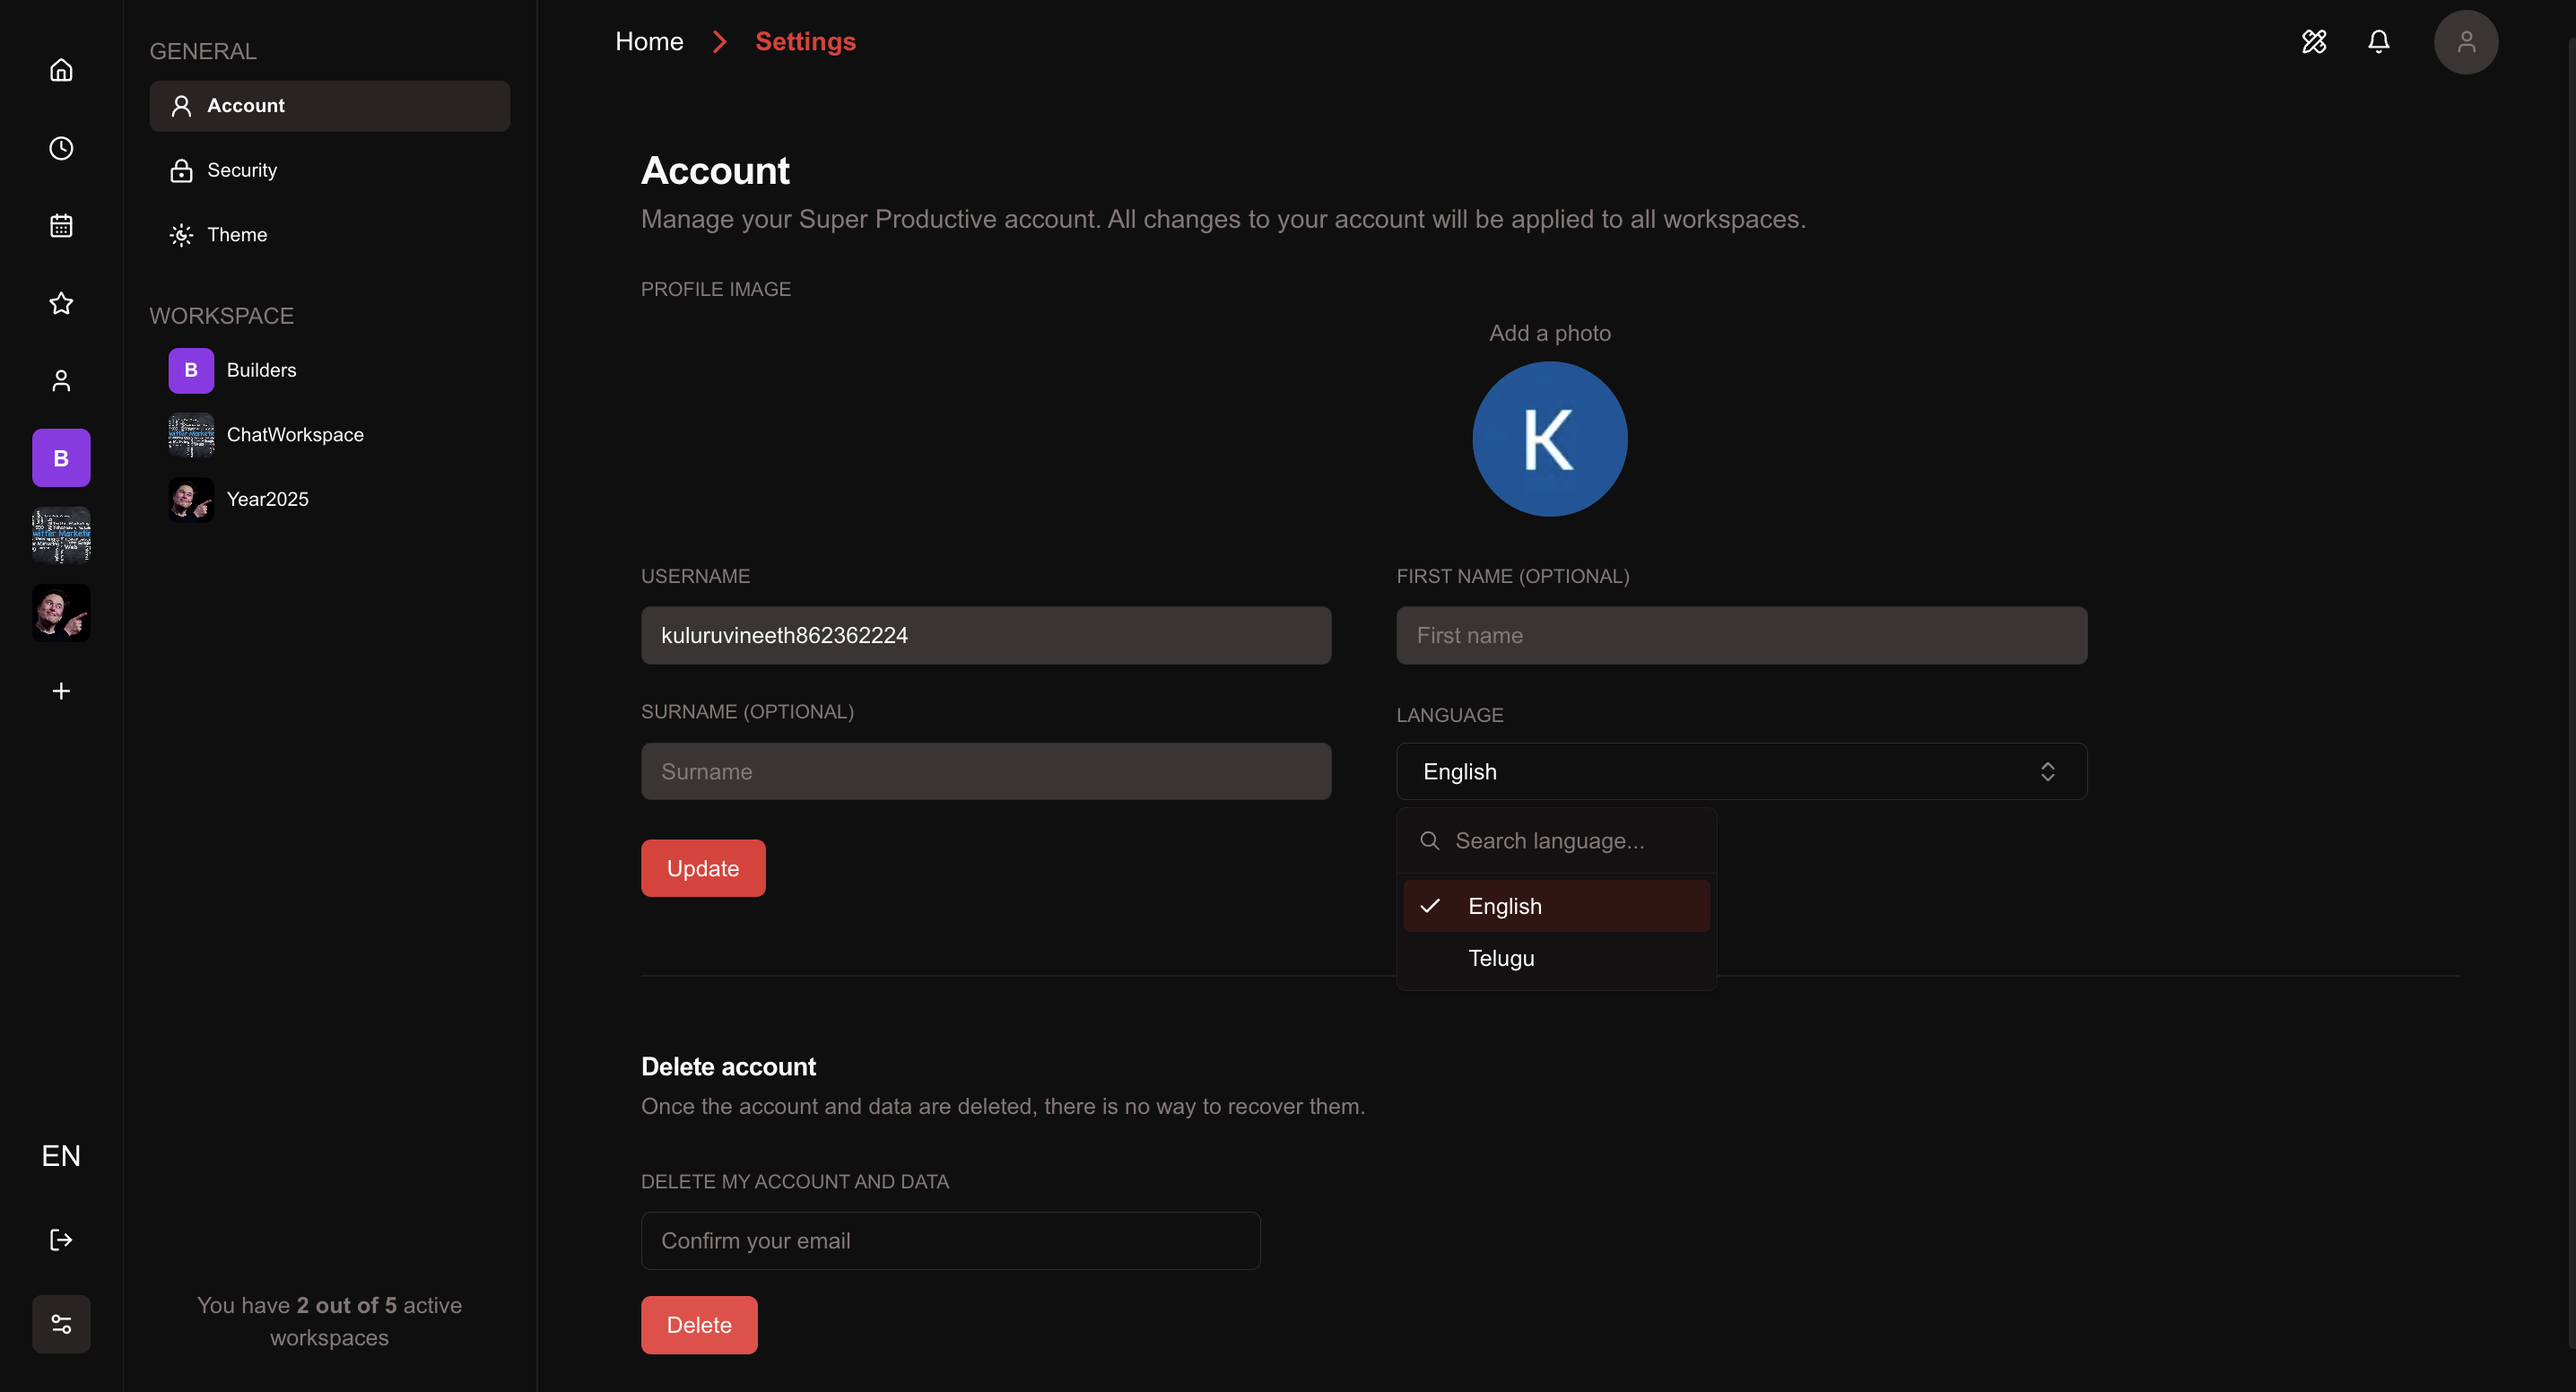 GENERAL
Account
Security
Theme
WORKSPACE
B
Builders
ChatWorkspace
Year2025
B
EN
You have 2 out of 5 active
workspaces
Home
Settings
Account
Manage your Super Productive account. All changes to your account will be applied to all workspaces.
PROFILE IMAGE
Add a photo
K
USERNAME
FIRST NAME (OPTIONAL)
kuluruvineeth862362224
First name
SURNAME (OPTIONAL)
LANGUAGE
Surname
English
Search language...
English
Telugu
Update
Delete account
Once the account and data are deleted, there is no way to recover them.
DELETE MY ACCOUNT AND DATA
Confirm your email
Delete